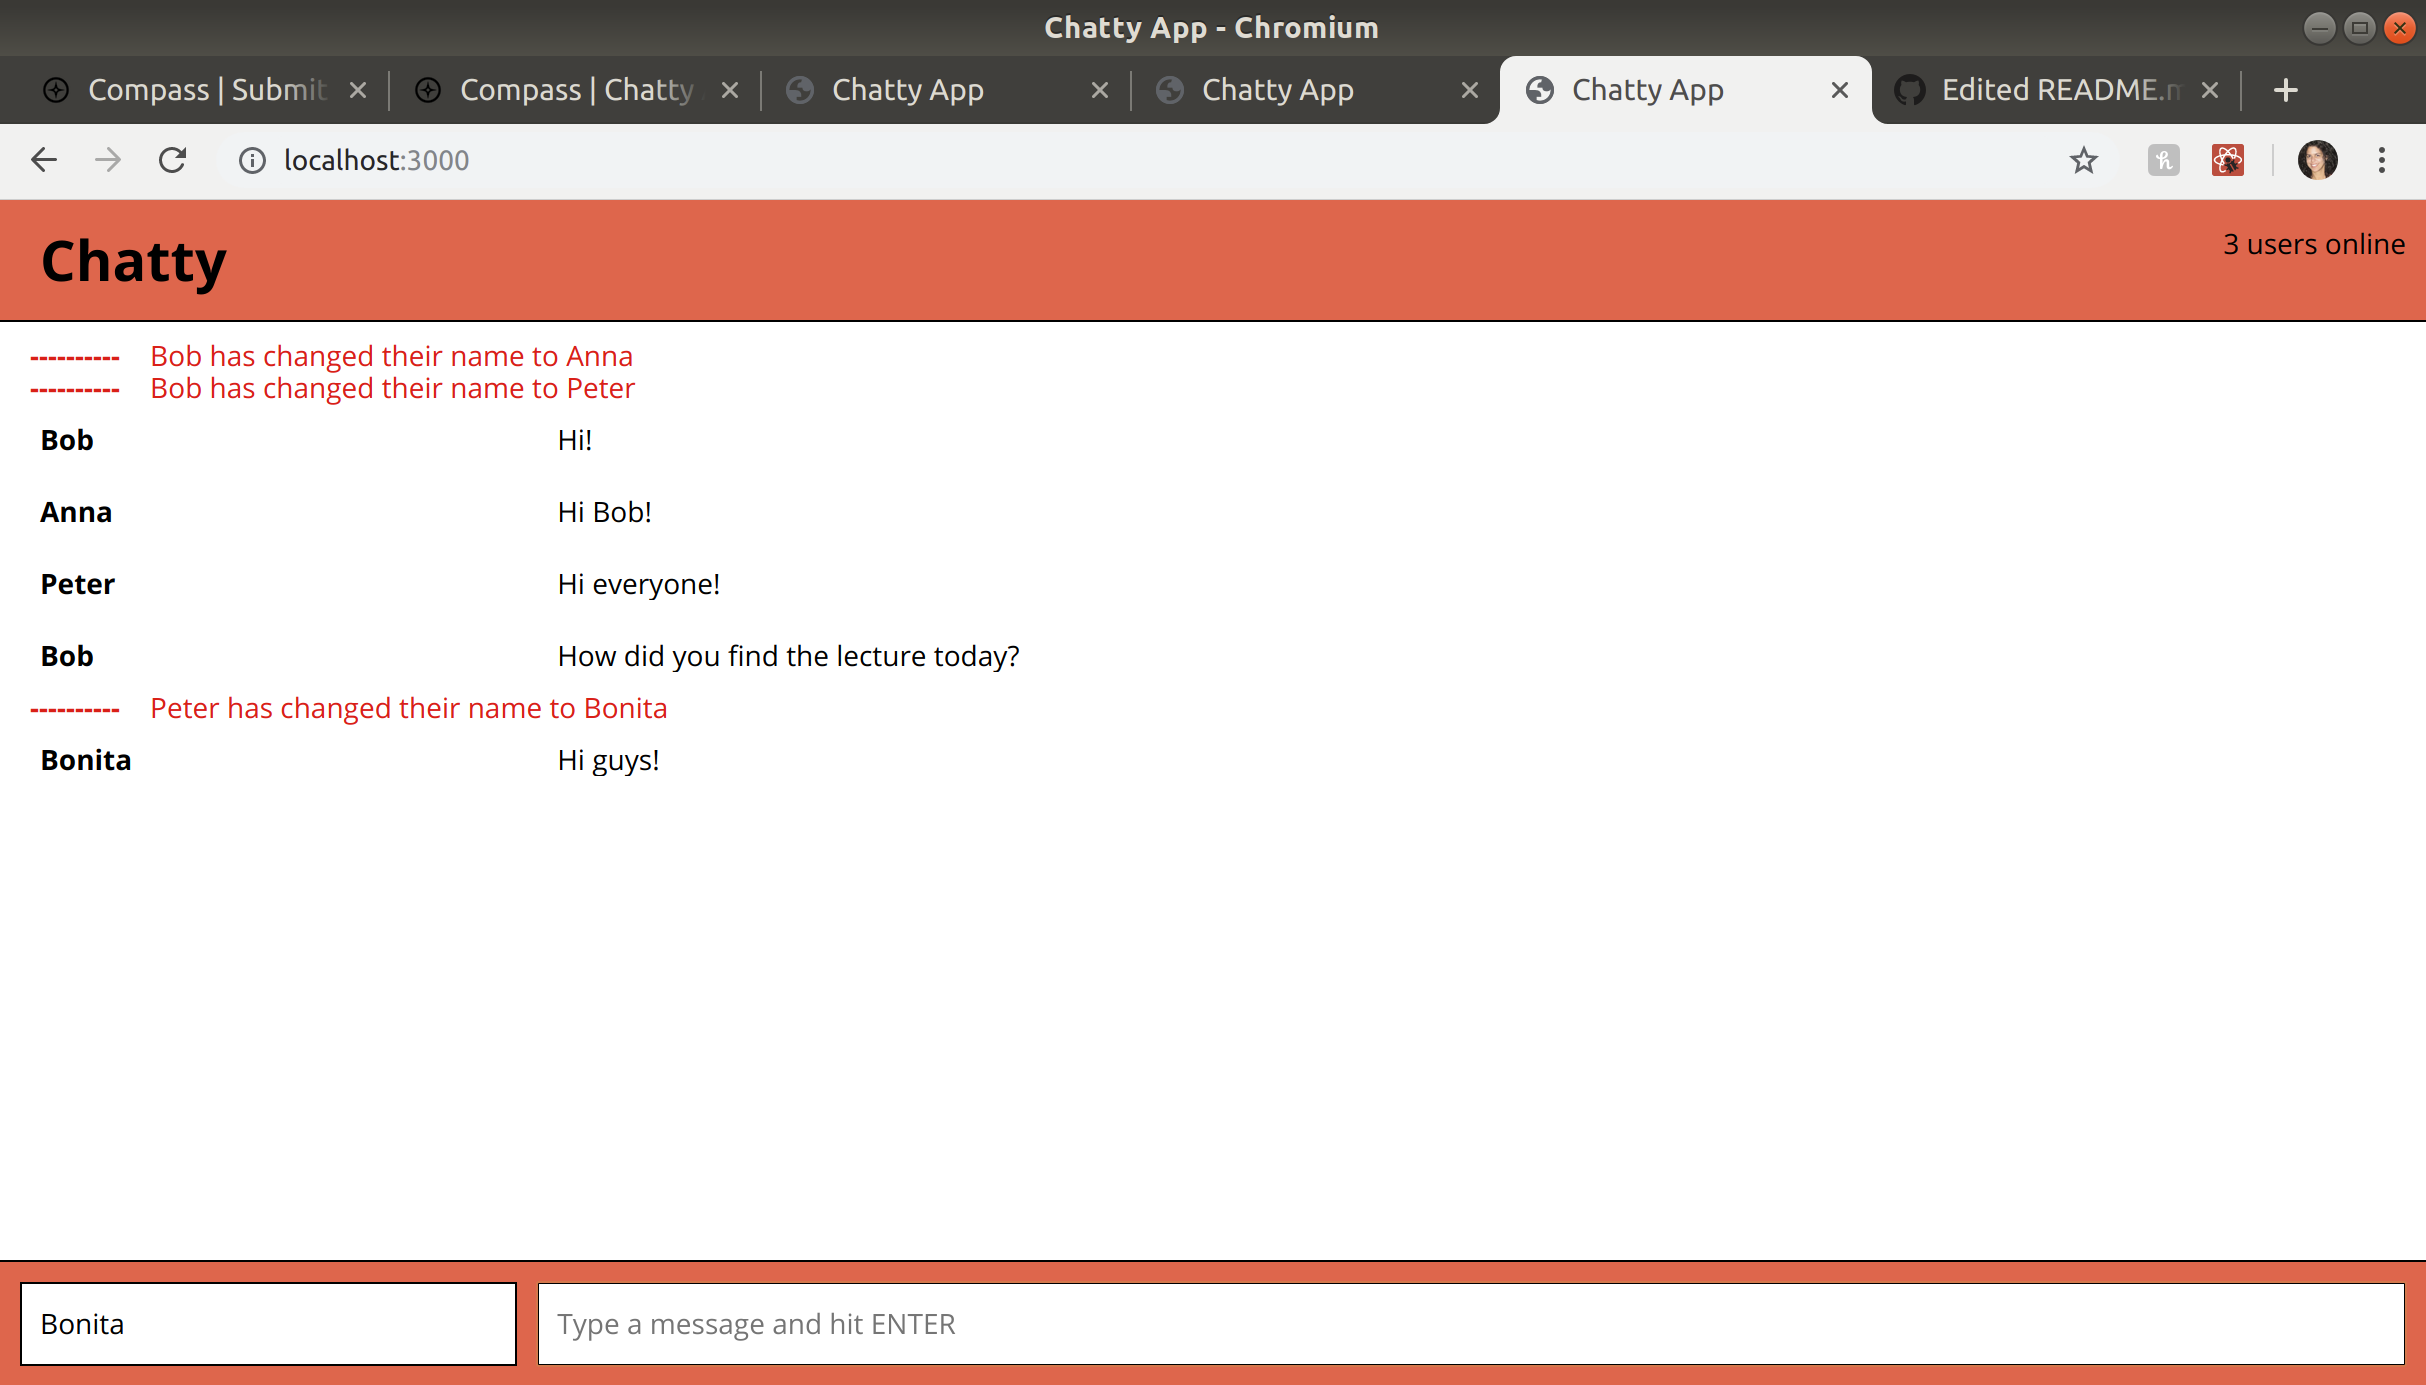 Chatty App - Chromium
Compass | Submit
Compass | Chatty
Chatty App
Chatty App
Chatty App
Edited README.m
localhost:3000
Chatty
3 users online
---------- Bob has changed their name to Anna
---------- Bob has changed their name to Peter
Bob Hi!
Anna Hi Bob!
Peter Hi everyone!
Bob How did you find the lecture today?
---------- Peter has changed their name to Bonita
Bonita Hi guys!
Bonita
Type a message and hit ENTER